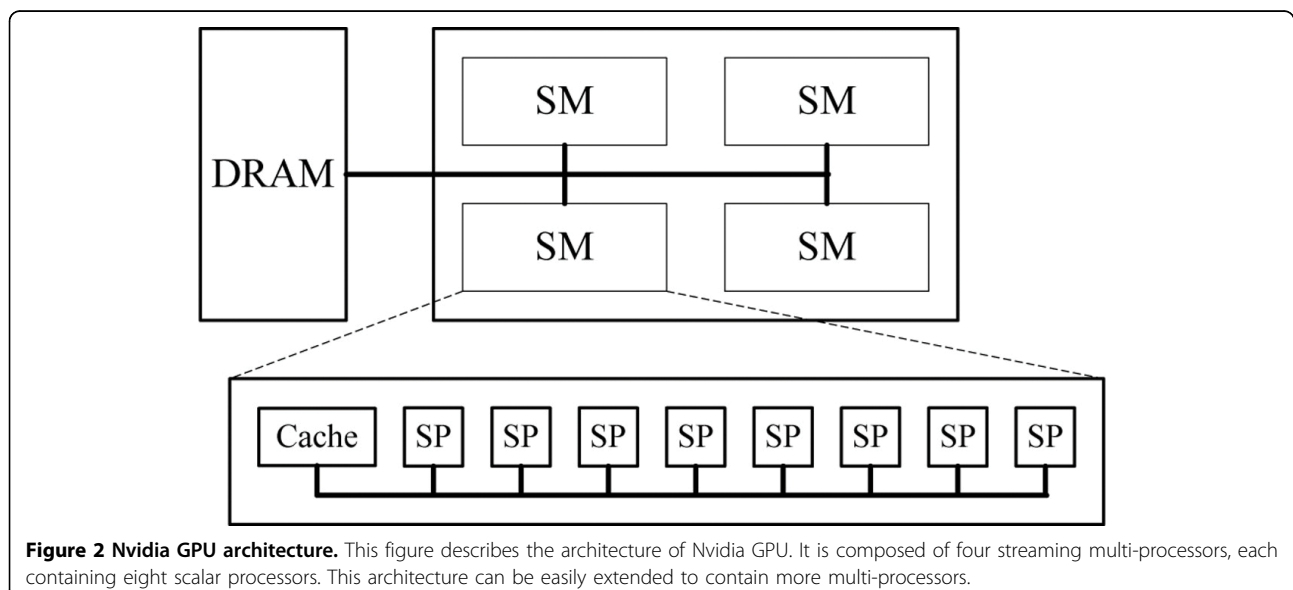 SM SM
DRAM
SM SM
Cache SP SP SP SP SP SP SP SP
Figure 2 Nvidia GPU architecture. This figure describes the architecture of Nvidia GPU. It is composed of four streaming multi-processors, each
containing eight scalar processors. This architecture can be easily extended to contain more multi-processors.